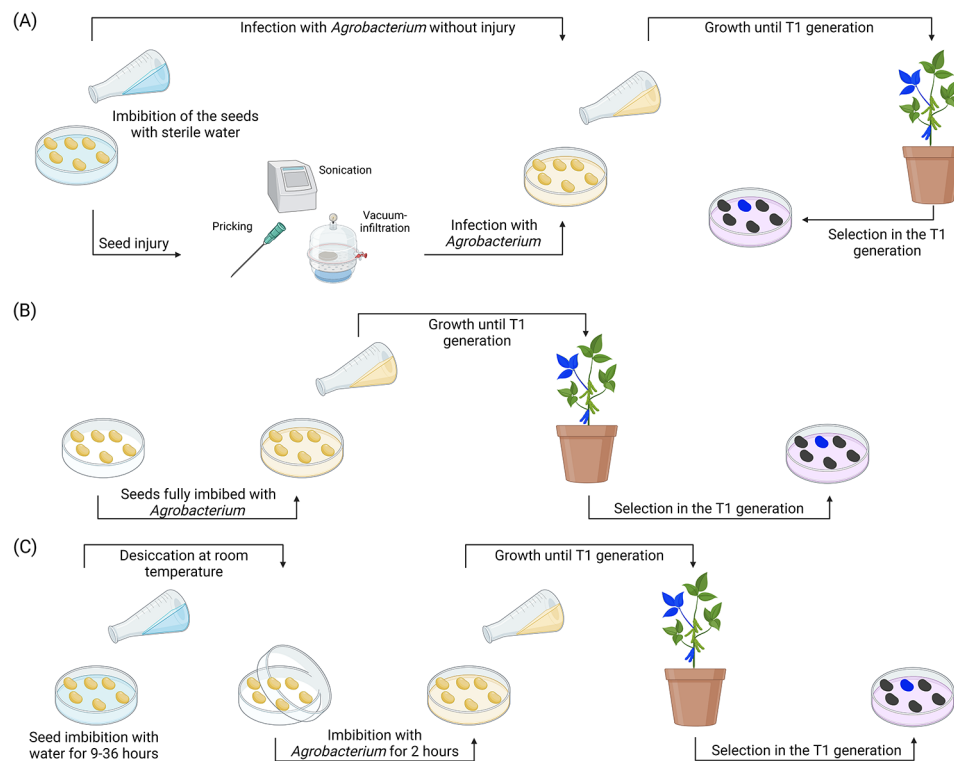 (A)
Infection with Agrobacterium without injury
Growth until T1 generation
Imbibition of the seeds
with sterile water
Sonication
Pricking
Vacuum-
infiltration
Seed injury
Infection with
Agrobacterium
Selection in the T1
generation
(B)
Growth until T1
generation
Seeds fully imbibed with
Agrobacterium
Selection in the T1 generation
(C)
Desiccation at room
temperature
Growth until T1 generation
Seed imbibition with
water for 9-36 hours
Imbibition with
Agrobacterium for 2 hours
Selection in the T1 generation